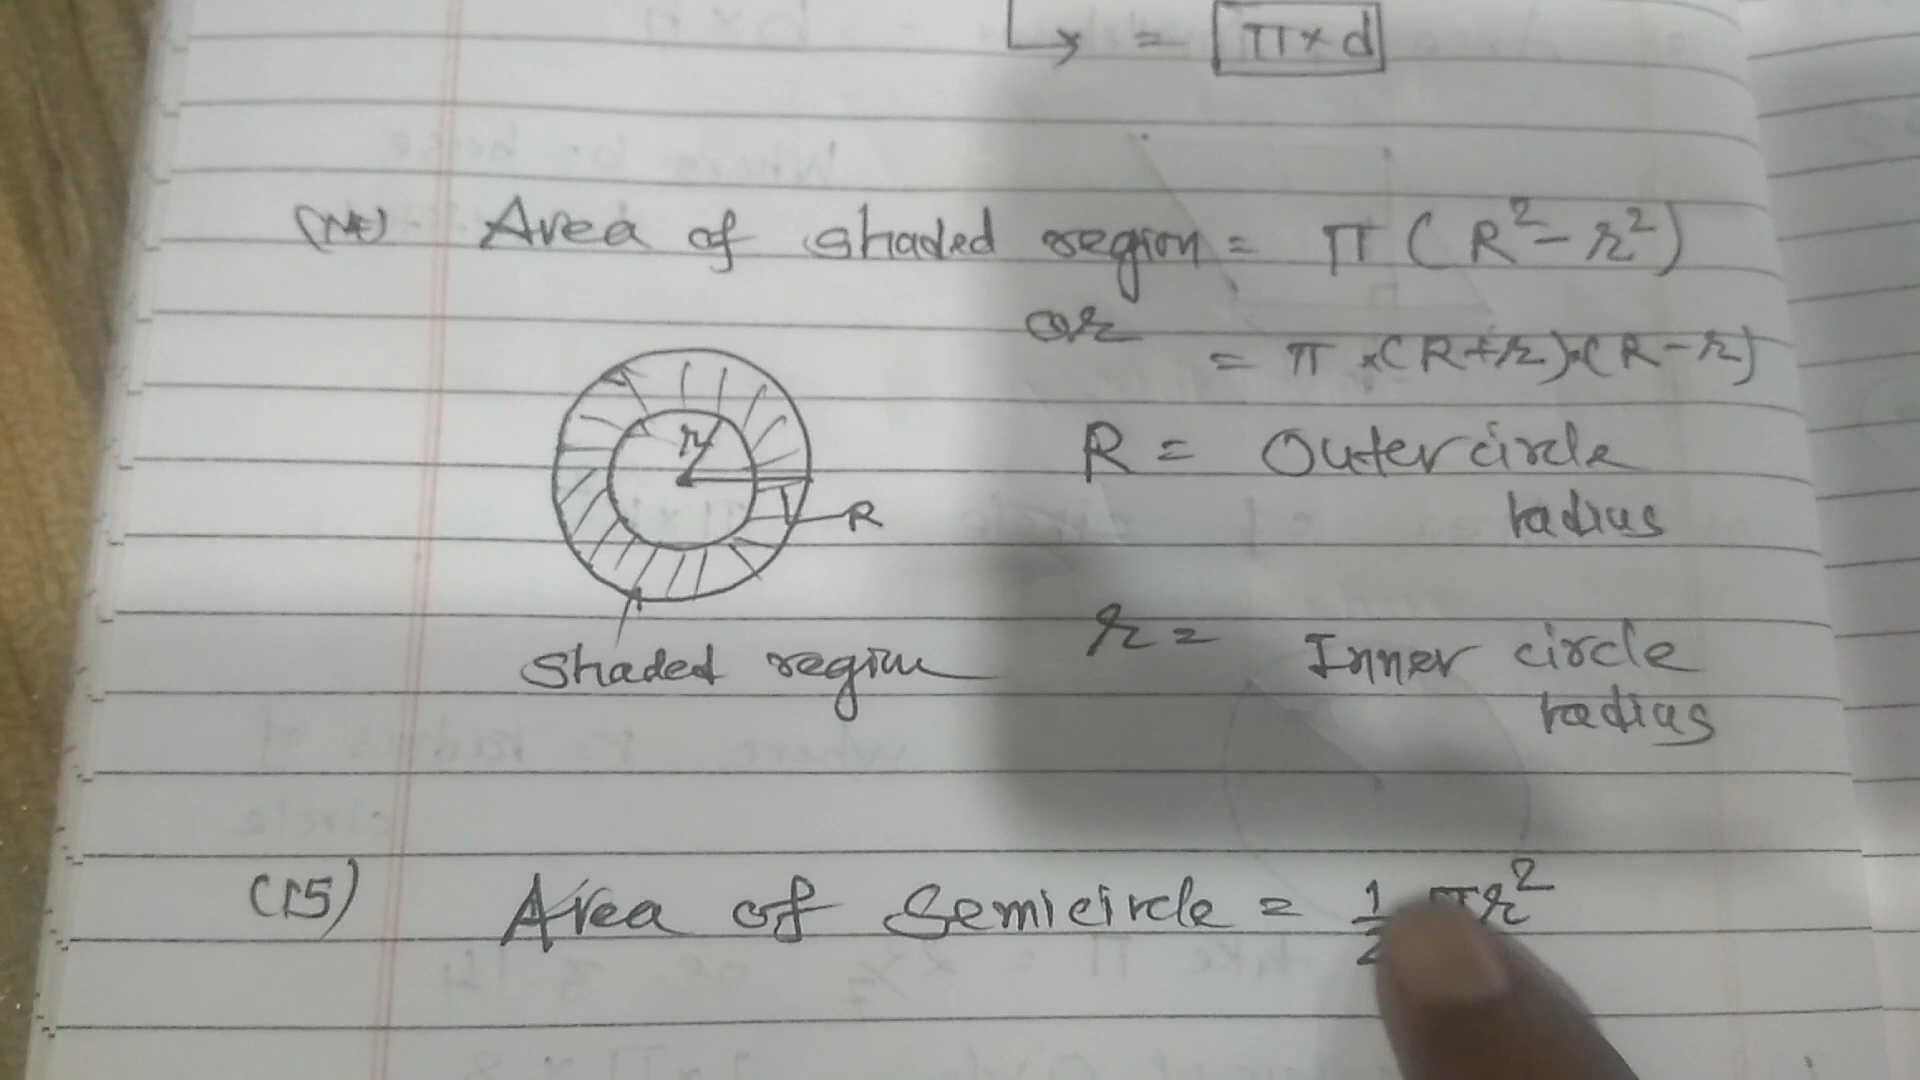 = π×d
(14) Area of shaded region = π (R²- r²)
or
= π ×(R+r)×(R-r)
r
R = Outer circle
radius
R
r = Inner circle
radius
Shaded region
(15) Area of Semicircle = 1/2 πr²